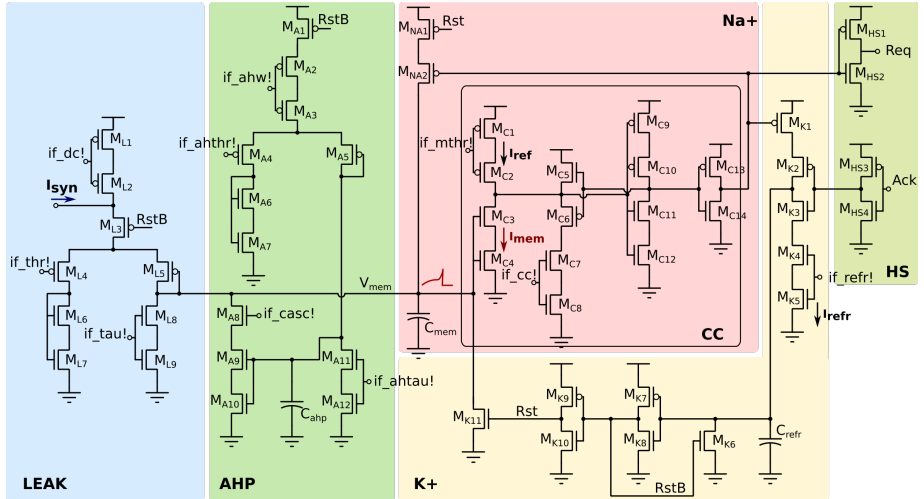 Na+
M_A1
RstB
M_NA1
Rst
M_HS1
Req
M_A2
M_NA2
M_HS2
if_ahw!
M_A3
M_L1
if_dc!
M_L2
I_syn
M_L3
RstB
if_thr!
M_L4
M_L5
M_L6
M_L8
if_tau!
M_L7
M_L9
LEAK
if_ahthr!
M_A4
M_A5
M_A6
M_A7
V_mem
M_A8
if_casc!
M_A9
M_A11
M_A10
M_A12
if_ahtau!
C_ahp
AHP
M_C1
if_mthr!
I_ref
M_C2
M_C3
I_mem
M_C4
if_cc!
M_C5
M_C6
M_C7
M_C8
M_C9
M_C10
M_C11
M_C12
M_C13
M_C14
C_mem
CC
M_K1
M_K2
M_K3
M_K4
if_refr!
M_K5
I_refr
M_HS3
Ack
M_HS4
HS
M_K9
M_K7
Rst
M_K11
M_K10
M_K8
M_K6
C_refr
RstB
K+